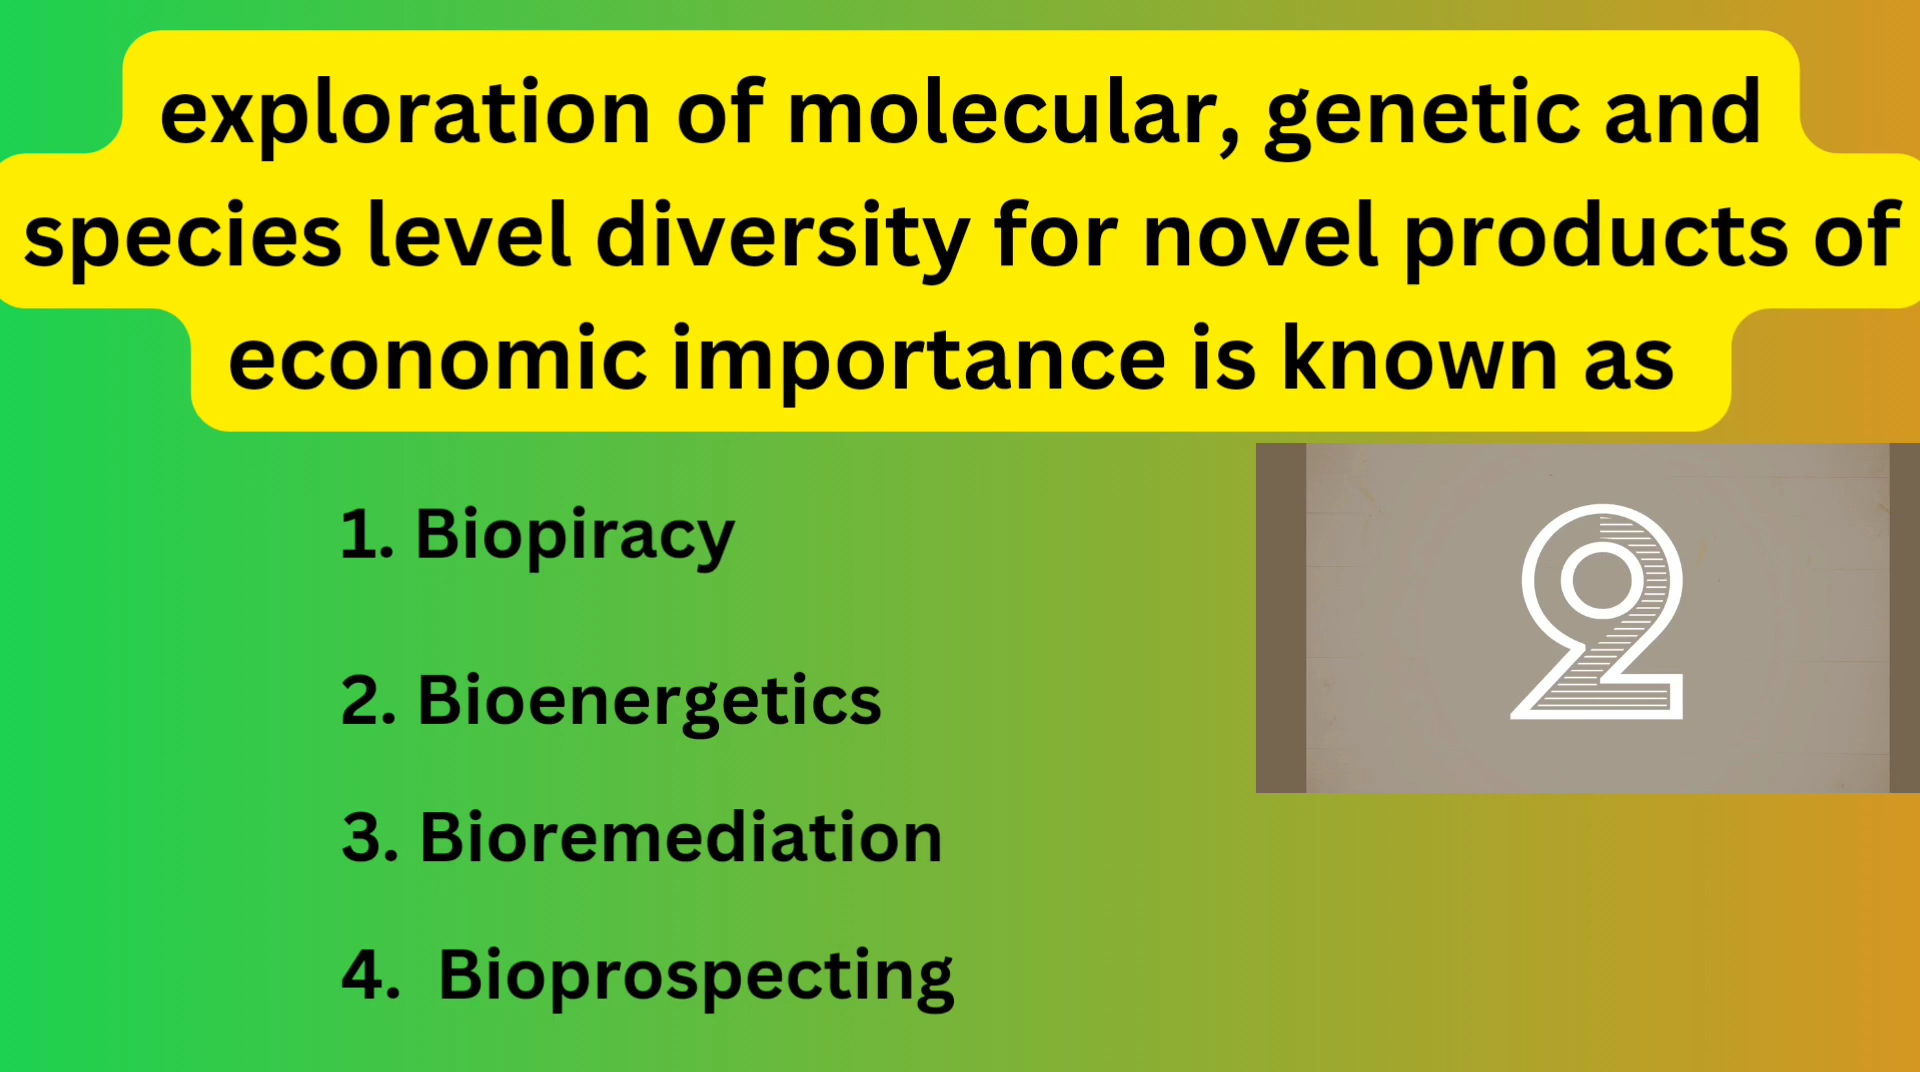 exploration of molecular, genetic and
species level diversity for novel products of
economic importance is known as
1. Biopiracy
2
2. Bioenergetics
3. Bioremediation
4. Bioprospecting